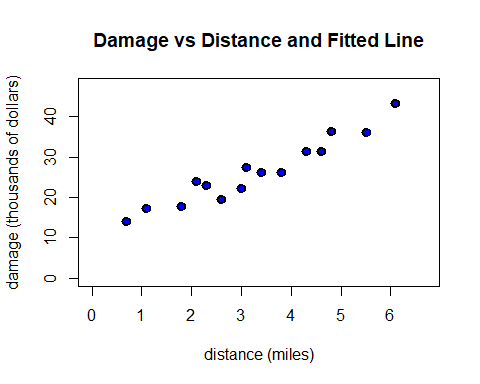 Damage vs Distance and Fitted Line
damage (thousands of dollars)
40
30
20
10
0
0 1 2 3 4 5 6
distance (miles)